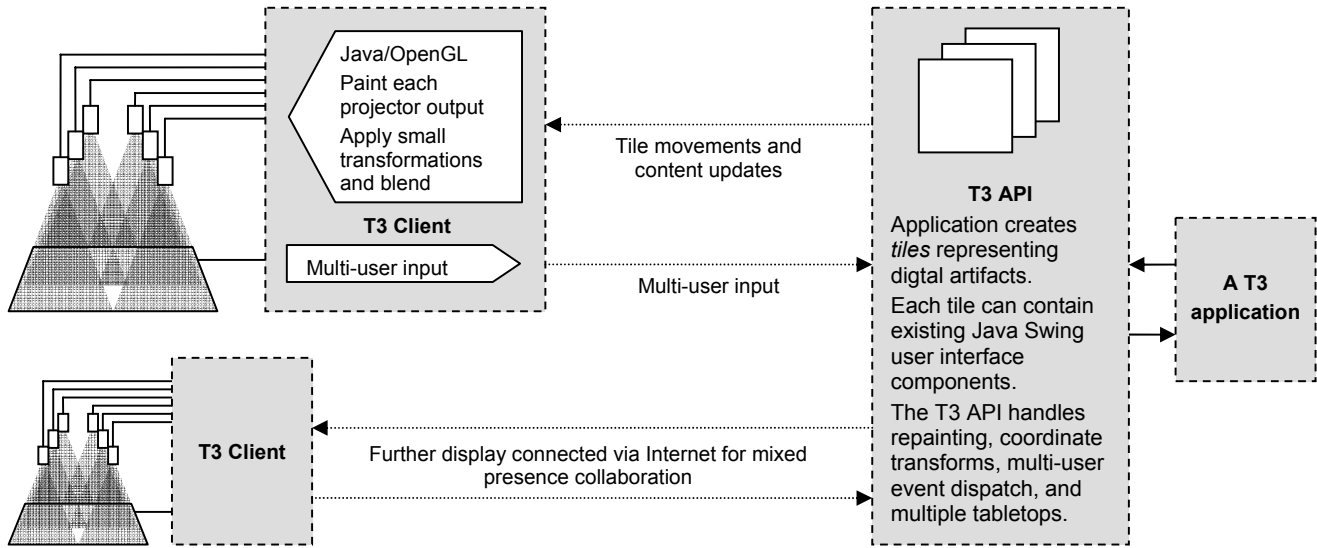 Java/OpenGL
Paint each
projector output
Apply small
transformations
and blend
T3 Client
Multi-user input
Tile movements and
content updates
Multi-user input
T3 API
Application creates
tiles representing
digtal artifacts.
Each tile can contain
existing Java Swing
user interface
components.
The T3 API handles
repainting, coordinate
transforms, multi-user
event dispatch, and
multiple tabletops.
A T3
application
T3 Client
Further display connected via Internet for mixed
presence collaboration